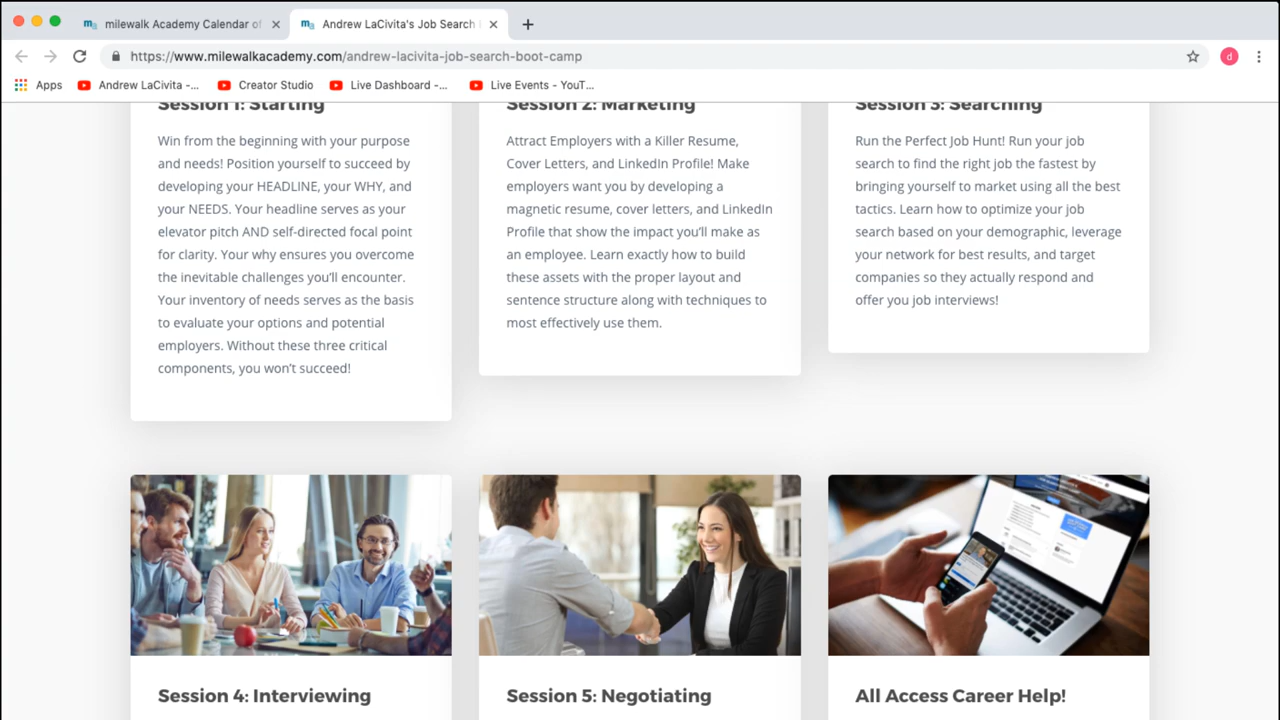 milewalk Academy Calendar of
Andrew LaCivita's Job Search
https://www.milewalkacademy.com/andrew-lacivita-job-search-boot-camp
d
Apps
Andrew LaCivita -...
Creator Studio
Live Dashboard -...
Live Events - YouT...
Session 1: Starting
Win from the beginning with your purpose
and needs! Position yourself to succeed by
developing your HEADLINE, your WHY, and
your NEEDS. Your headline serves as your
elevator pitch AND self-directed focal point
for clarity. Your why ensures you overcome
the inevitable challenges you'll encounter.
Your inventory of needs serves as the basis
to evaluate your options and potential
employers. Without these three critical
components, you won't succeed!
Session 2: Marketing
Attract Employers with a Killer Resume,
Cover Letters, and LinkedIn Profile! Make
employers want you by developing a
magnetic resume, cover letters, and LinkedIn
Profile that show the impact you'll make as
an employee. Learn exactly how to build
these assets with the proper layout and
sentence structure along with techniques to
most effectively use them.
Session 3: Searching
Run the Perfect Job Hunt! Run your job
search to find the right job the fastest by
bringing yourself to market using all the best
tactics. Learn how to optimize your job
search based on your demographic, leverage
your network for best results, and target
companies so they actually respond and
offer you job interviews!
Session 4: Interviewing
Session 5: Negotiating
All Access Career Help!